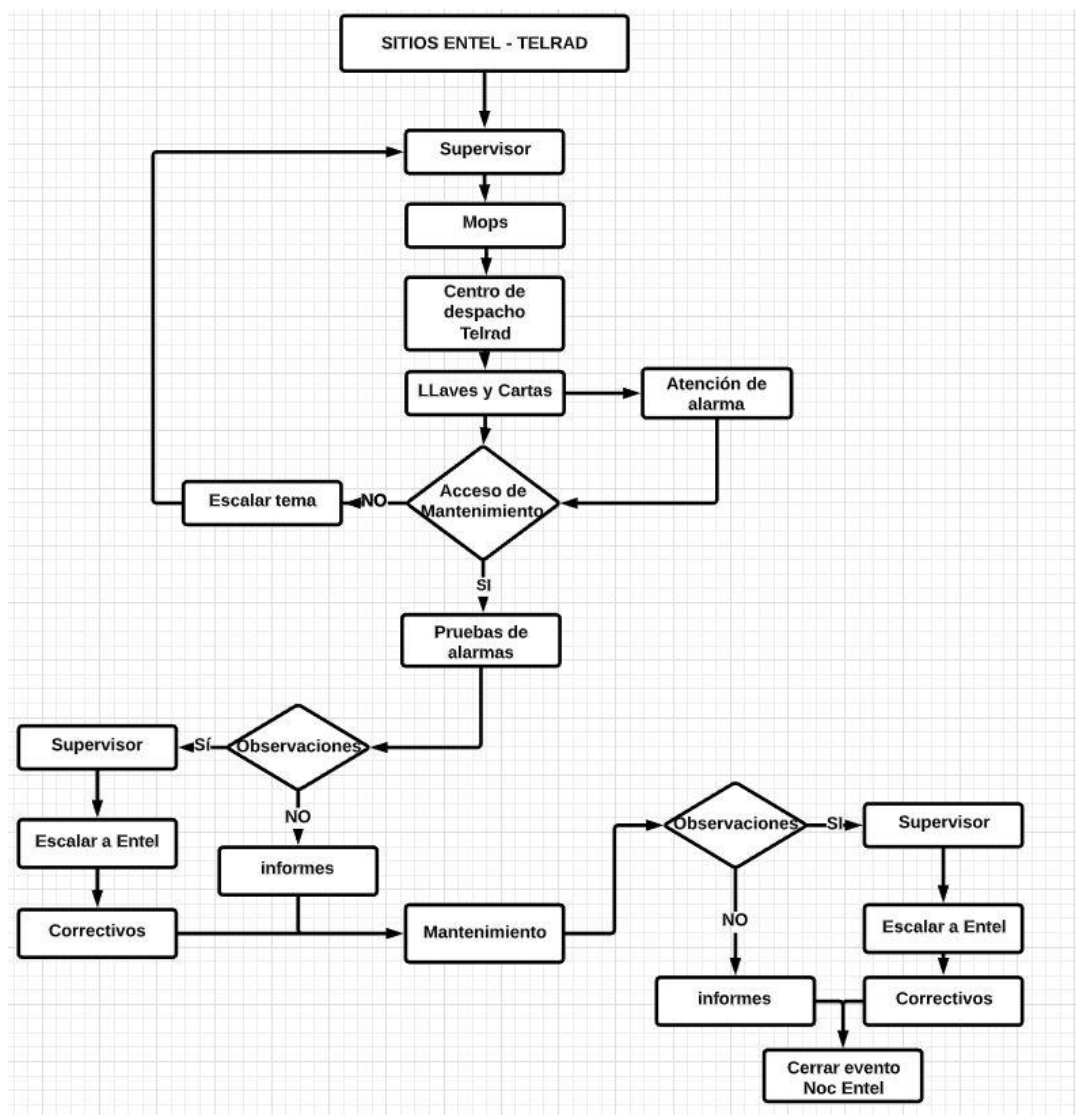 SITIOS ENTEL - TELRAD
Supervisor
Mops
Centro de
despacho
Telrad
LLaves y Cartas
Atención de
alarma
Acceso de
Mantenimiento
NO
Escalar tema
SI
Pruebas de
alarmas
Observaciones
Sí
Supervisor
Escalar a Entel
Correctivos
NO
informes
Mantenimiento
Observaciones
SI
Supervisor
Escalar a Entel
Correctivos
NO
informes
Cerrar evento
Noc Entel